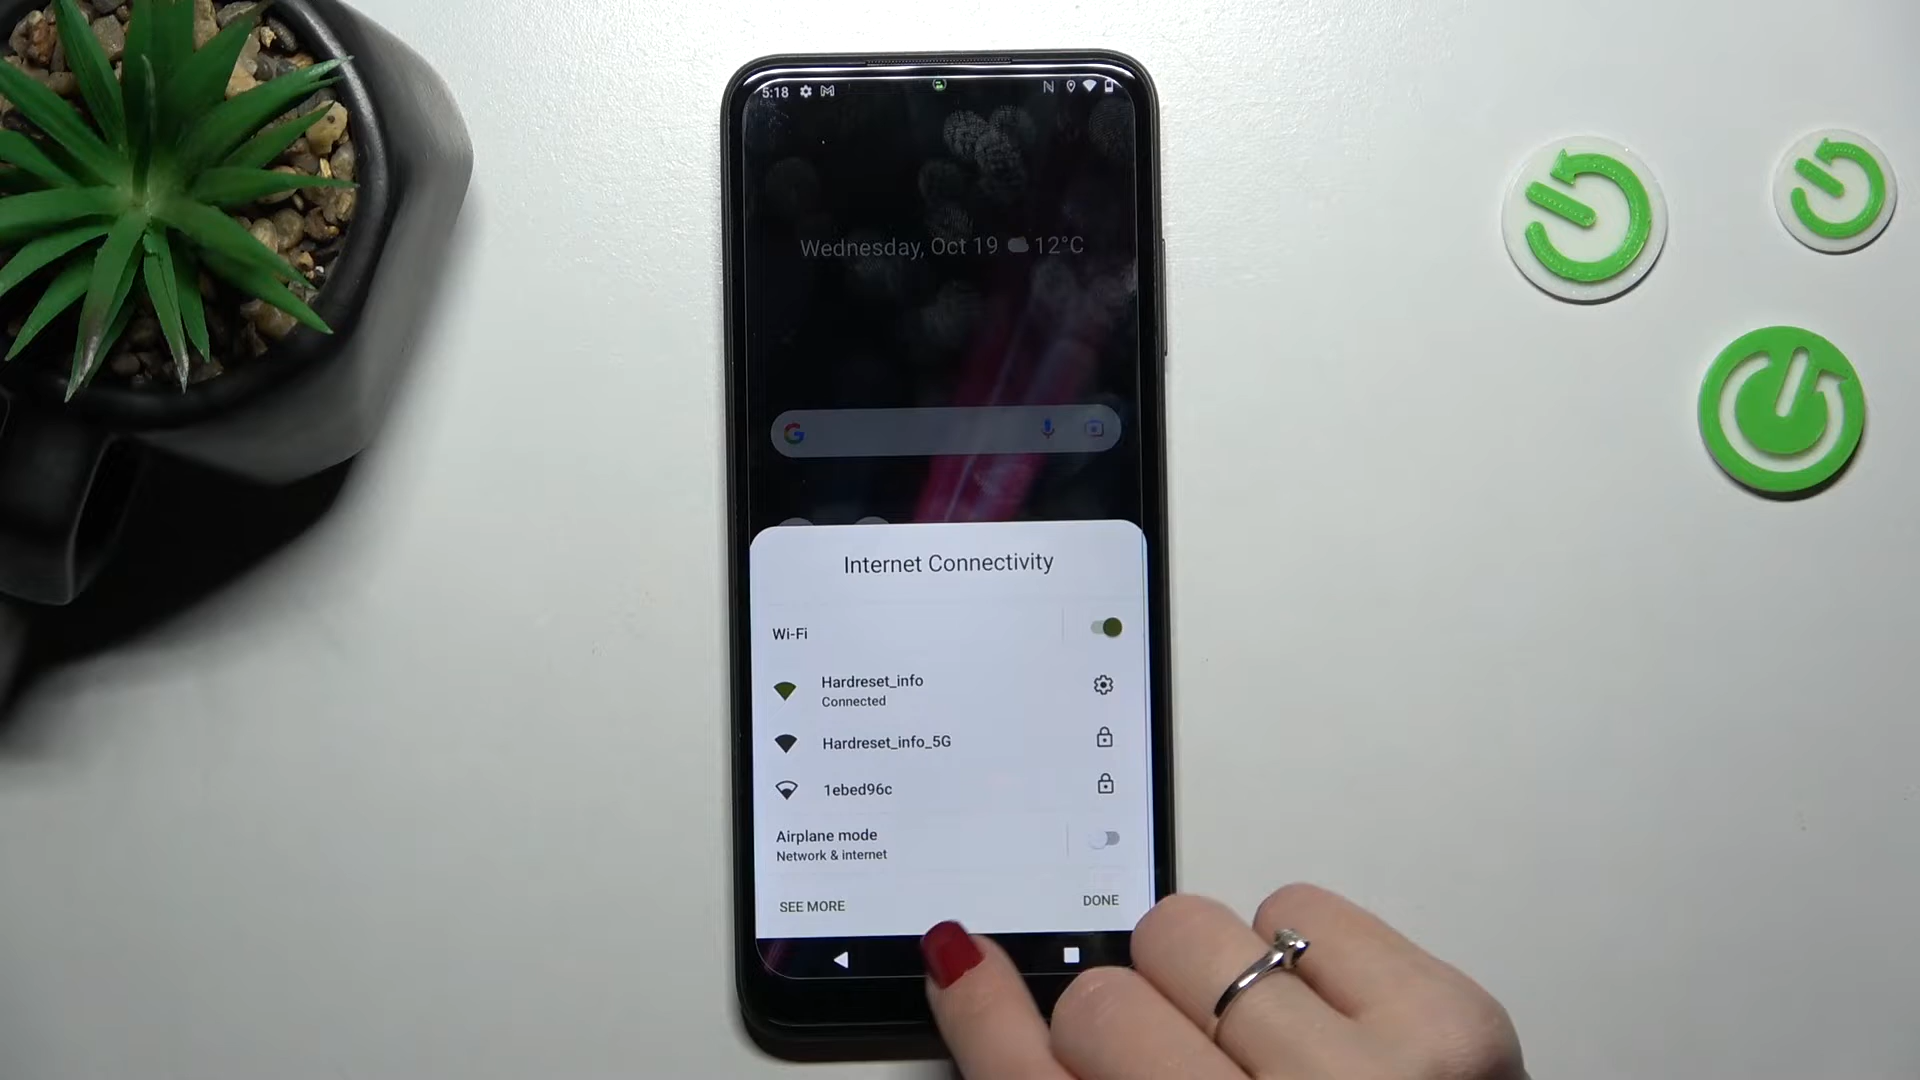 5:18
Wednesday, Oct 19 12°C
G
Internet Connectivity
Wi-Fi
Hardreset_info
Connected
Hardreset_info_5G
1ebed96c
Airplane mode
Network & internet
SEE MORE
DONE